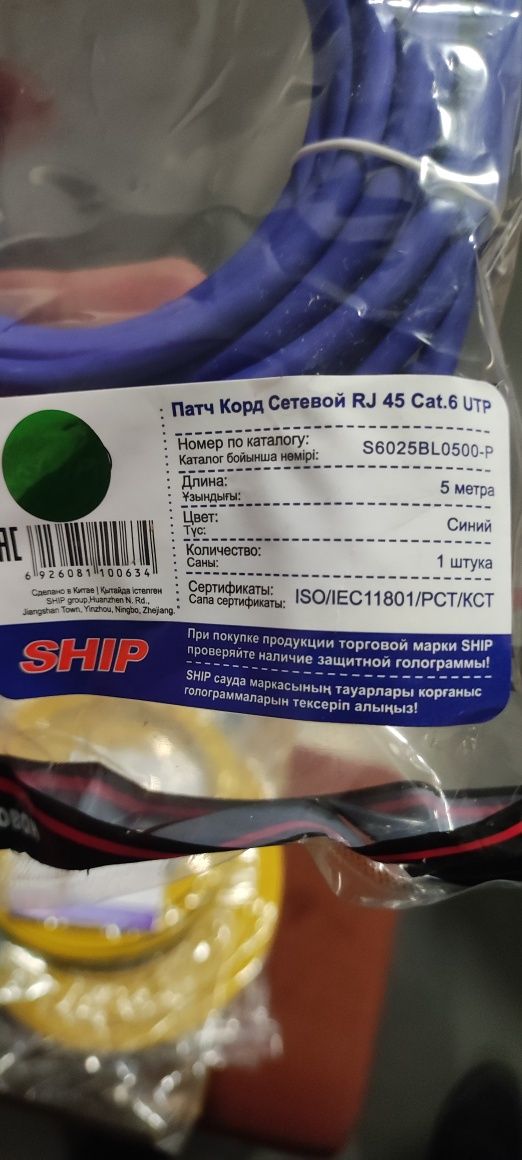 Патч Корд Сетевой RJ 45 Cat.6 UTP
Номер по каталогу:
Каталог бойынша нөмірі:
S6025BL0500-P
Длина:
Ұзындығы:
5 метра
Цвет:
Түс:
Синий
Количество:
Саны:
1 штука
Сертификаты:
Сапа сертификаты:
ISO/IEC11801/PCT/KCT
6 926081 100634
Сделано в Китае | Қытайда істелген
SHIP group,Huanzhen N. Rd.,
Jiangshan Town, Yinzhou, Ningbo, Zhejiang.
SHIP
При покупке продукции торговой марки SHIP
проверяйте наличие защитной голограммы!
SHIP сауда маркасының тауарлары қорғаныс
голограммаларын тексеріп алыңыз!